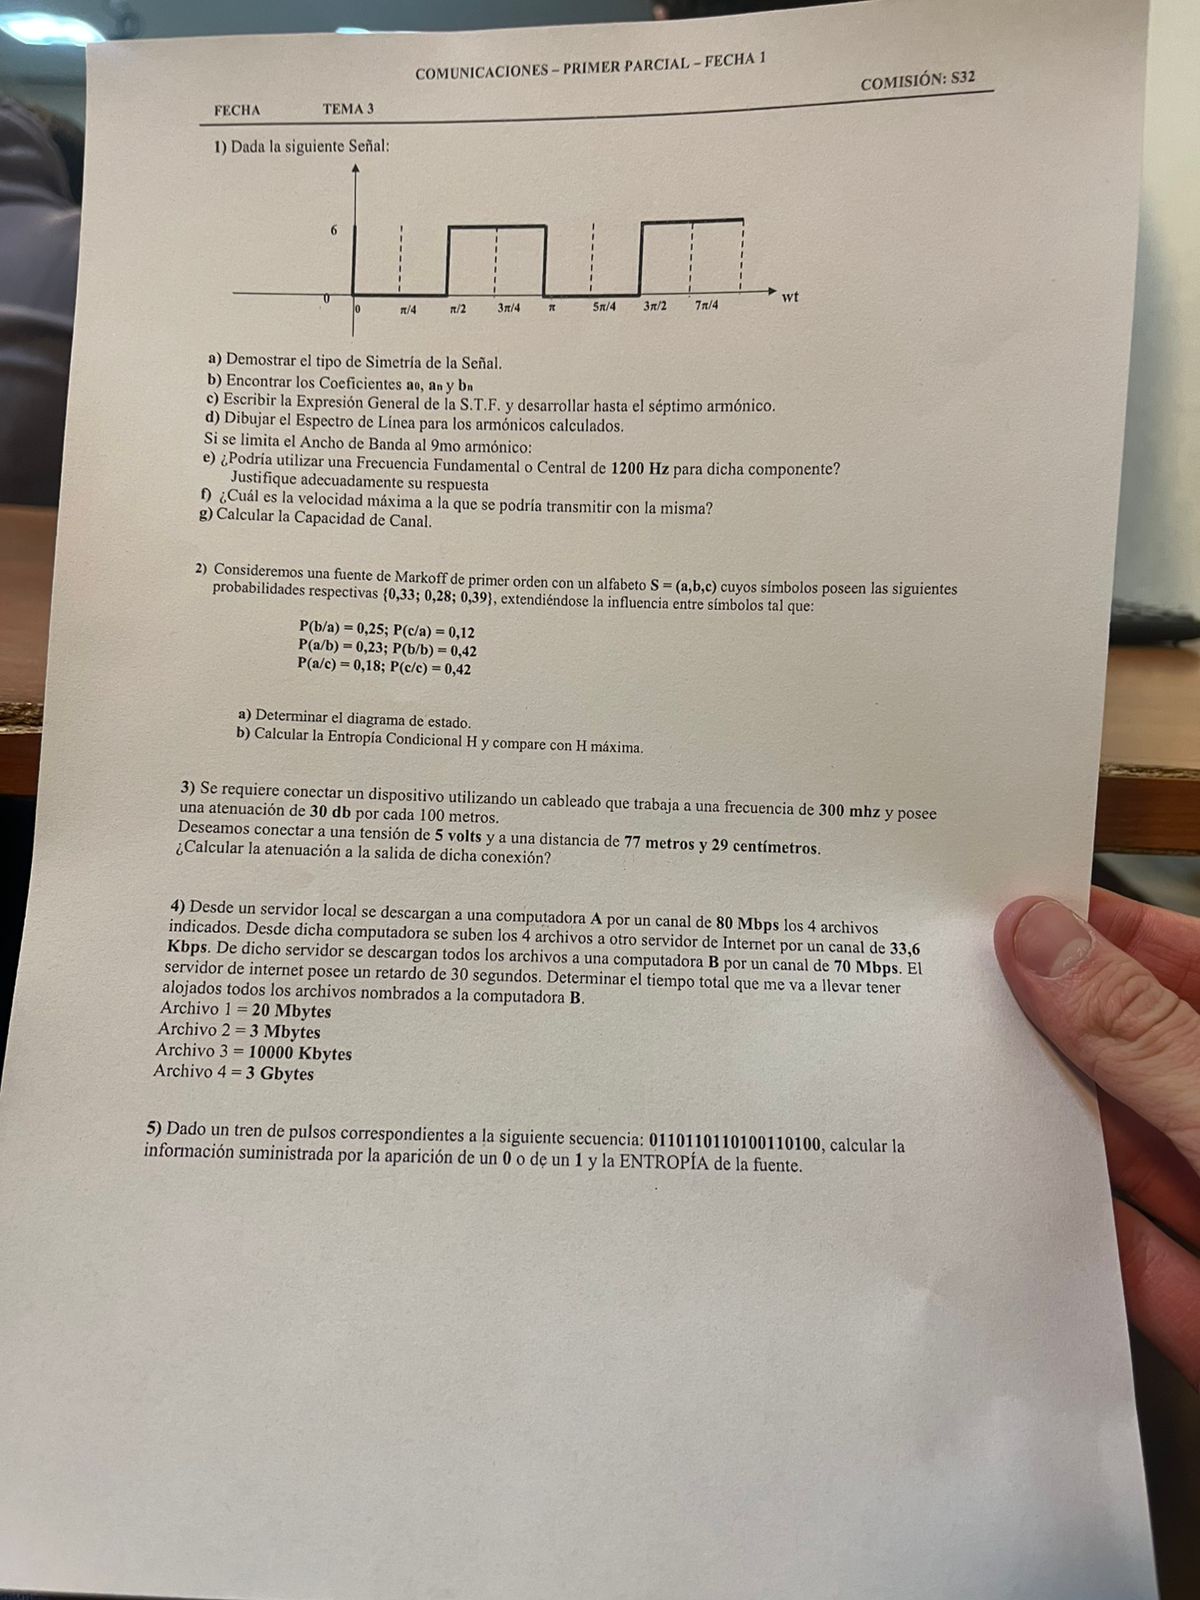 COMUNICACIONES – PRIMER PARCIAL – FECHA 1
COMISIÓN: S32
FECHA TEMA 3
1) Dada la siguiente Señal:
6
0
0 π/4 π/2 3π/4 π 5π/4 3π/2 7π/4 wt
a) Demostrar el tipo de Simetría de la Señal.
b) Encontrar los Coeficientes a0, an y bn
c) Escribir la Expresión General de la S.T.F. y desarrollar hasta el séptimo armónico.
d) Dibujar el Espectro de Línea para los armónicos calculados.
Si se limita el Ancho de Banda al 9mo armónico:
e) ¿Podría utilizar una Frecuencia Fundamental o Central de 1200 Hz para dicha componente?
Justifique adecuadamente su respuesta
f) ¿Cuál es la velocidad máxima a la que se podría transmitir con la misma?
g) Calcular la Capacidad de Canal.
2) Consideremos una fuente de Markoff de primer orden con un alfabeto S = (a,b,c) cuyos símbolos poseen las siguientes
probabilidades respectivas {0,33; 0,28; 0,39}, extendiéndose la influencia entre símbolos tal que:
P(b/a) = 0,25; P(c/a) = 0,12
P(a/b) = 0,23; P(b/b) = 0,42
P(a/c) = 0,18; P(c/c) = 0,42
a) Determinar el diagrama de estado.
b) Calcular la Entropía Condicional H y compare con H máxima.
3) Se requiere conectar un dispositivo utilizando un cableado que trabaja a una frecuencia de 300 mhz y posee
una atenuación de 30 db por cada 100 metros.
Deseamos conectar a una tensión de 5 volts y a una distancia de 77 metros y 29 centímetros.
¿Calcular la atenuación a la salida de dicha conexión?
4) Desde un servidor local se descargan a una computadora A por un canal de 80 Mbps los 4 archivos
indicados. Desde dicha computadora se suben los 4 archivos a otro servidor de Internet por un canal de 33,6
Kbps. De dicho servidor se descargan todos los archivos a una computadora B por un canal de 70 Mbps. El
servidor de internet posee un retardo de 30 segundos. Determinar el tiempo total que me va a llevar tener
alojados todos los archivos nombrados a la computadora B.
Archivo 1 = 20 Mbytes
Archivo 2 = 3 Mbytes
Archivo 3 = 10000 Kbytes
Archivo 4 = 3 Gbytes
5) Dado un tren de pulsos correspondientes a la siguiente secuencia: 0110110110100110100, calcular la
información suministrada por la aparición de un 0 o de un 1 y la ENTROPÍA de la fuente.